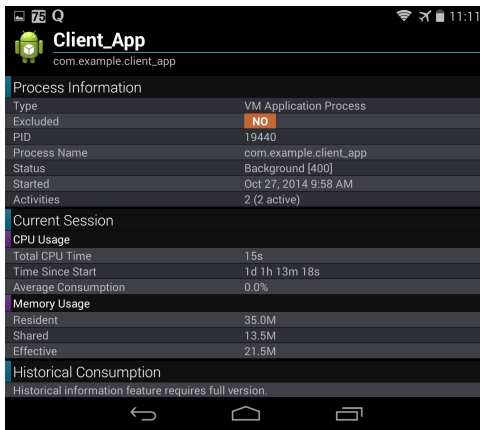 75 Q 11:11
Client_App
com.example.client_app
Process Information
Type VM Application Process
Excluded NO
PID 19440
Process Name com.example.client_app
Status Background [400]
Started Oct 27, 2014 9:58 AM
Activities 2 (2 active)
Current Session
CPU Usage
Total CPU Time 15s
Time Since Start 1d 1h 13m 18s
Average Consumption 0.0%
Memory Usage
Resident 35.0M
Shared 13.5M
Effective 21.5M
Historical Consumption
Historical information feature requires full version.